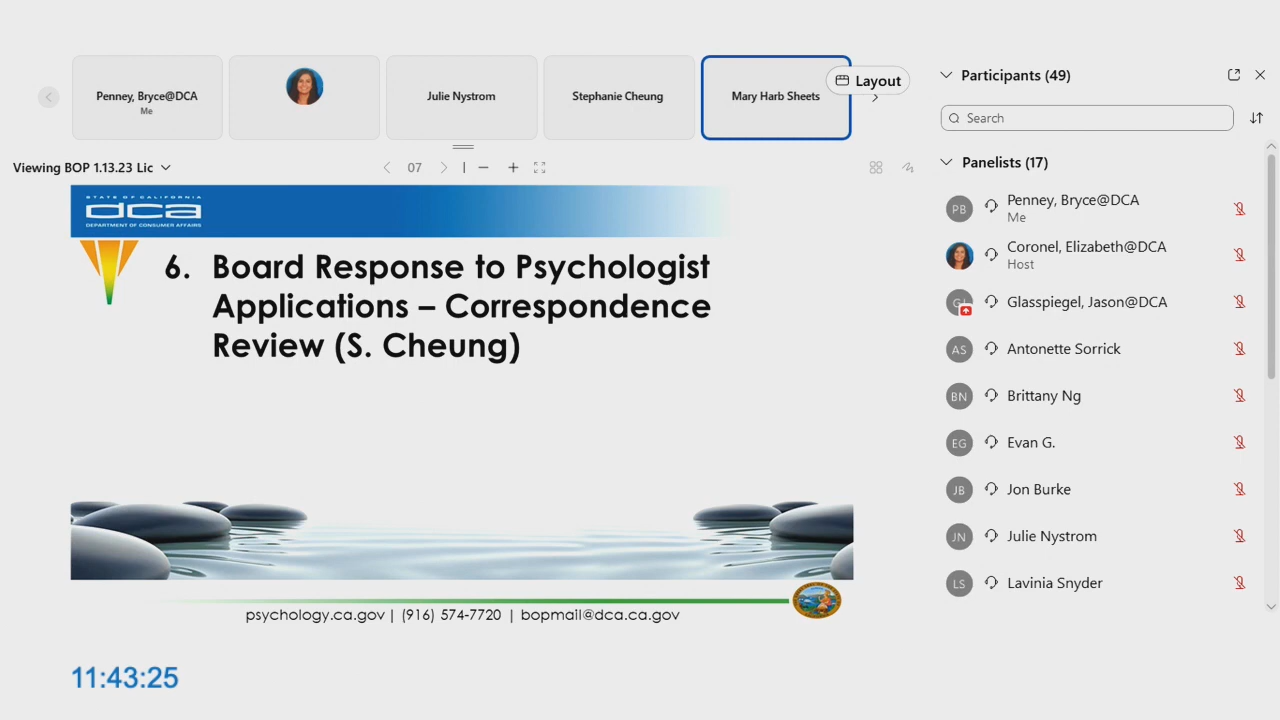 Penney, Bryce@DCA
Me
Julie Nystrom
Stephanie Cheung
Mary Harb Sheets
Layout
Viewing BOP 1.13.23 Lic
07
STATE OF CALIFORNIA
dca
DEPARTMENT OF CONSUMER AFFAIRS
6. Board Response to Psychologist
Applications – Correspondence
Review (S. Cheung)
psychology.ca.gov | (916) 574-7720 | bopmail@dca.ca.gov
11:43:25
Participants (49)
Search
Panelists (17)
PB
Penney, Bryce@DCA
Me
Coronel, Elizabeth@DCA
Host
GJ
Glasspiegel, Jason@DCA
AS
Antonette Sorrick
BN
Brittany Ng
EG
Evan G.
JB
Jon Burke
JN
Julie Nystrom
LS
Lavinia Snyder